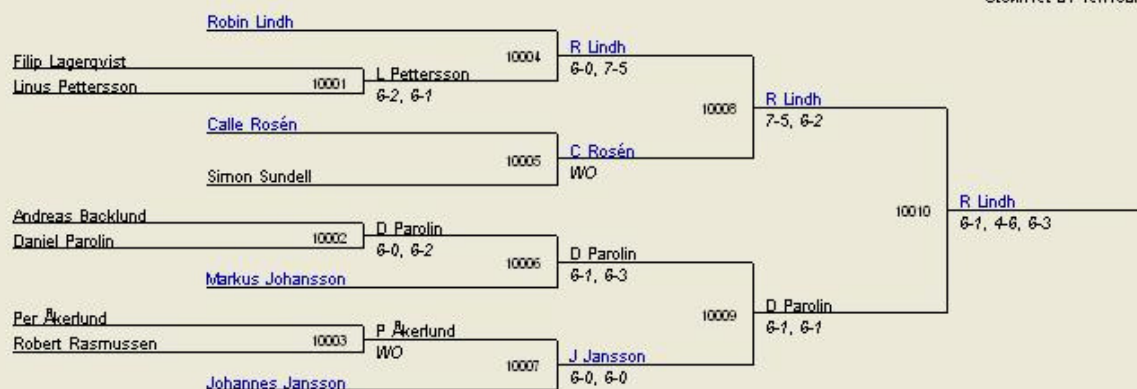 Robin Lindh
Filip Lagerqvist
Linus Pettersson
10001
L Pettersson
6-2, 6-1
10004
R Lindh
6-0, 7-5
Calle Rosén
Simon Sundell
10005
C Rosén
WO
10008
R Lindh
7-5, 6-2
Andreas Backlund
Daniel Parolin
10002
D Parolin
6-0, 6-2
Markus Johansson
10006
D Parolin
6-1, 6-3
Per Åkerlund
Robert Rasmussen
10003
P Åkerlund
WO
Johannes Jansson
10007
J Jansson
6-0, 6-0
10009
D Parolin
6-1, 6-1
10010
R Lindh
6-1, 4-6, 6-3